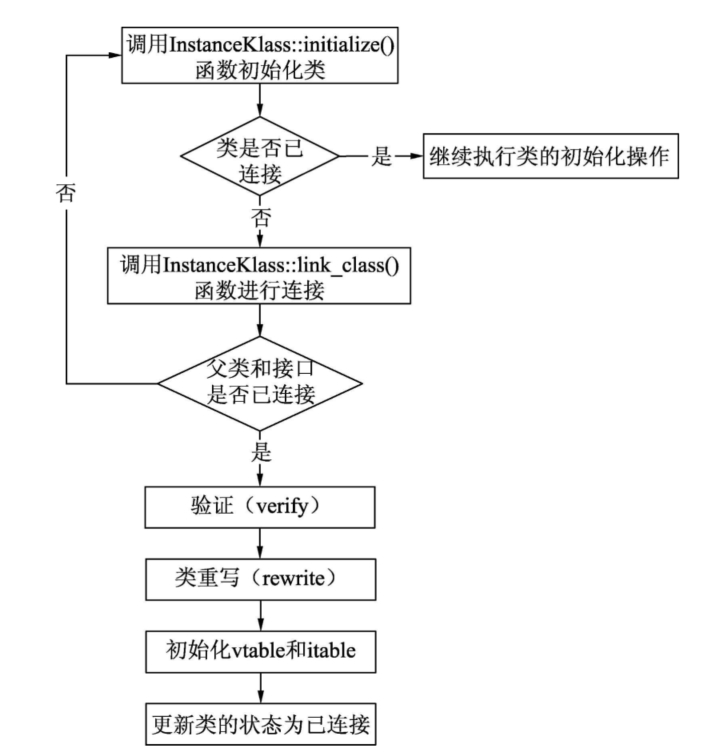 调用InstanceKlass::initialize()
函数初始化类
类是否已
连接
是
继续执行类的初始化操作
否
否
调用InstanceKlass::link_class()
函数进行连接
父类和接口
是否已连接
是
验证（verify）
类重写（rewrite）
初始化vtable和itable
更新类的状态为已连接